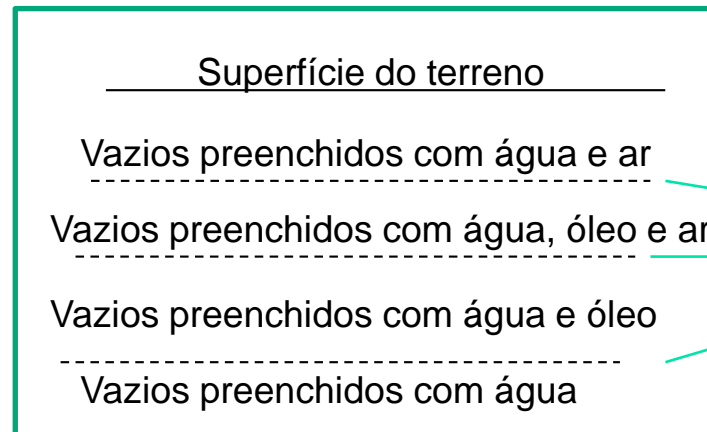 Superfície do terreno
Vazios preenchidos com água e ar
Vazios preenchidos com água, óleo e ar
Vazios preenchidos com água e óleo
Vazios preenchidos com água